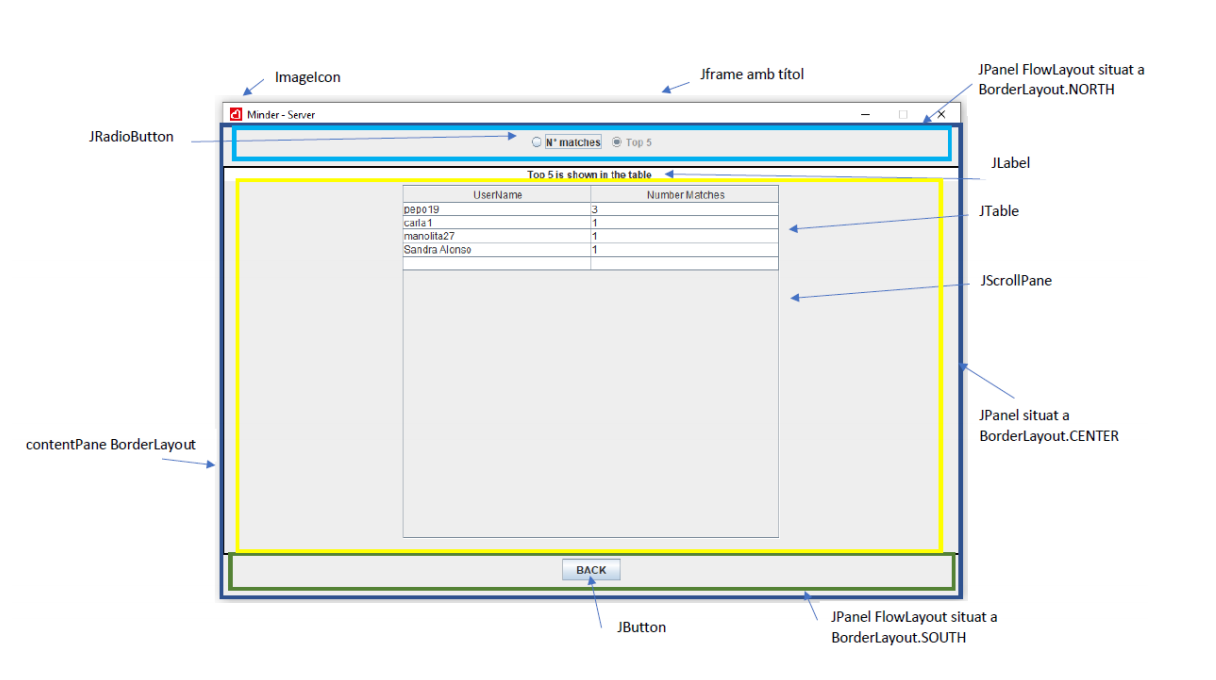 ImageIcon
Jframe amb títol
JPanel FlowLayout situat a
BorderLayout.NORTH
Minder - Server
JRadioButton
N° matches
Top 5
JLabel
Top 5 is shown in the table
UserName
Number Matches
JTable
pepo19
3
carla1
1
manolita27
1
Sandra Alonso
1
JScrollPane
JPanel situat a
BorderLayout.CENTER
contentPane BorderLayout
BACK
JButton
JPanel FlowLayout situat a
BorderLayout.SOUTH